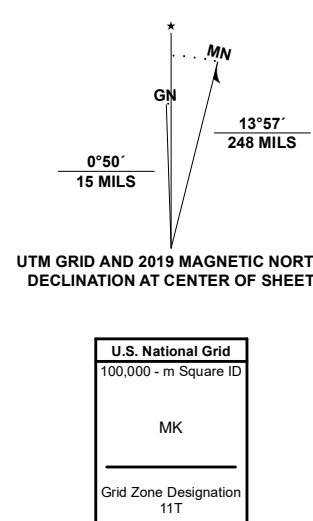 ★
MN
GN
13°57´
248 MILS
0°50´
15 MILS
UTM GRID AND 2019 MAGNETIC NORT
DECLINATION AT CENTER OF SHEET
U.S. National Grid
100,000 - m Square ID
MK
Grid Zone Designation
11T